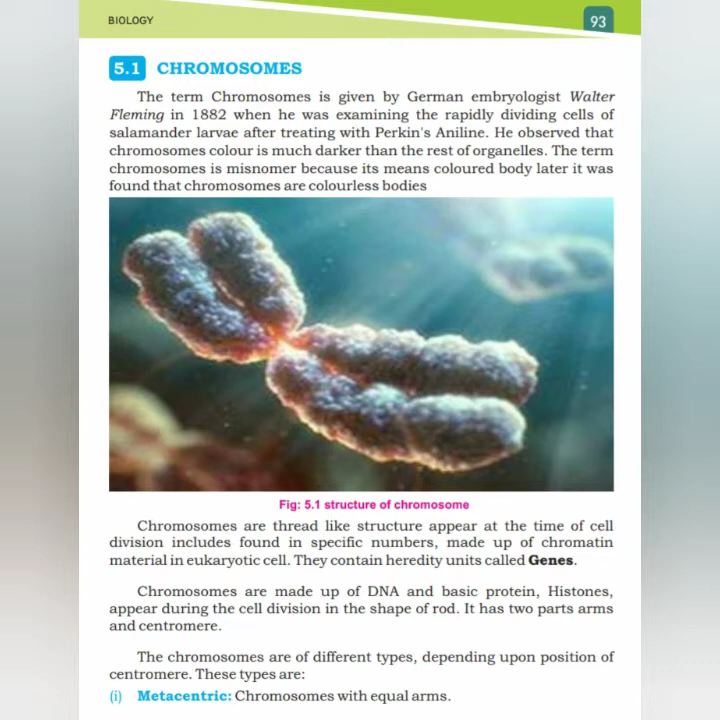 BIOLOGY
93
5.1 CHROMOSOMES
The term Chromosomes is given by German embryologist Walter
Fleming in 1882 when he was examining the rapidly dividing cells of
salamander larvae after treating with Perkin's Aniline. He observed that
chromosomes colour is much darker than the rest of organelles. The term
chromosomes is misnomer because its means coloured body later it was
found that chromosomes are colourless bodies
Fig: 5.1 structure of chromosome
Chromosomes are thread like structure appear at the time of cell
division includes found in specific numbers, made up of chromatin
material in eukaryotic cell. They contain heredity units called Genes.
Chromosomes are made up of DNA and basic protein, Histones,
appear during the cell division in the shape of rod. It has two parts arms
and centromere.
The chromosomes are of different types, depending upon position of
centromere. These types are:
(i) Metacentric: Chromosomes with equal arms.